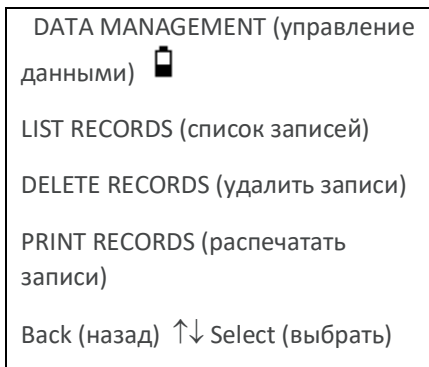 DATA MANAGEMENT (управление
данными)
LIST RECORDS (список записей)
DELETE RECORDS (удалить записи)
PRINT RECORDS (распечатать
записи)
Back (назад) ↑↓ Select (выбрать)